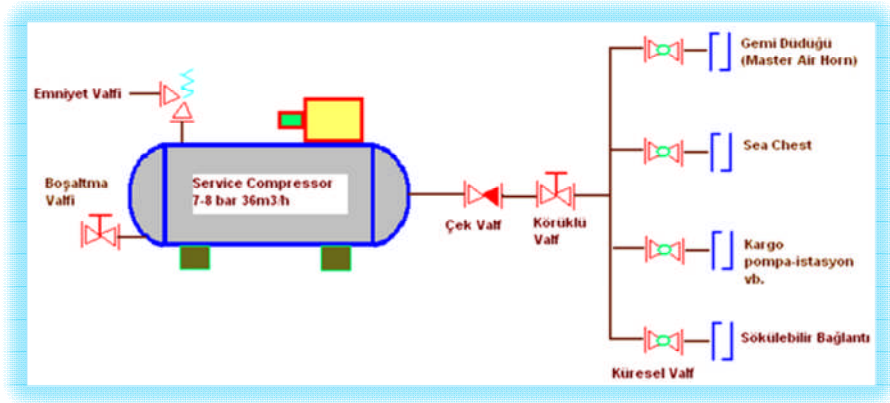 Gemi Düdüğü
(Master Air Horn)
Emniyet Valfi
Sea Chest
Boşaltma
Valfi
Service Compressor
7-8 bar 36m3/h
Çek Valf
Körüklü
Valf
Kargo
pompa-istasyon
vb.
Sökülebilir Bağlantı
Küresel Valf